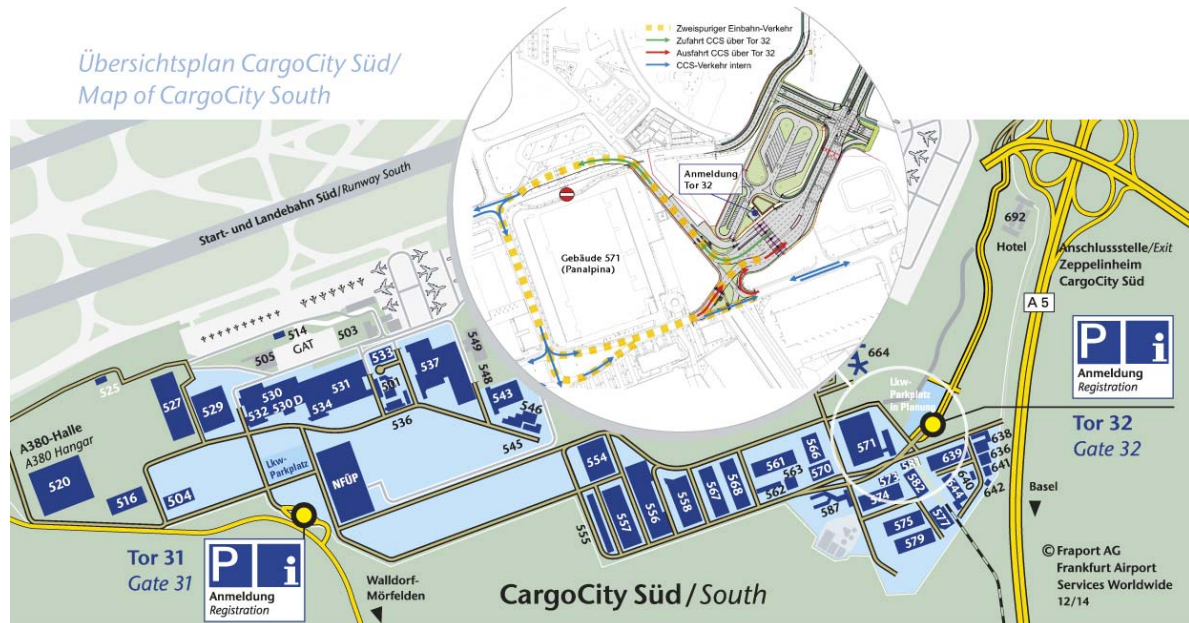 Übersichtsplan CargoCity Süd/
Map of CargoCity South
Zweispuriger Einbahn-Verkehr
Zufahrt CCS über Tor 32
Ausfahrt CCS über Tor 32
CCS-Verkehr intern
Anmeldung
Tor 32
Gebäude 571
(Panalpina)
Start- und Landebahn Süd/Runway South
692
Hotel
Anschlussstelle/Exit
Zeppelinheim
CargoCity Süd
A 5
P i
Anmeldung
Registration
Tor 32
Gate 32
514
503
505
GAT
525
527
529
530
532
530 D
534
531
533
501
536
537
549
548
543
546
545
A380-Halle
A380 Hangar
520
516
504
Lkw-
Parkplatz
NFÜP
554
555
557
556
558
567
568
561
562
563
566
570
587
571
573
574
575
579
577
581
582
644
640
639
638
636
641
642
664
Lkw-
Parkplatz
in Planung
Basel
Tor 31
Gate 31
P i
Anmeldung
Registration
Walldorf-
Mörfelden
CargoCity Süd / South
© Fraport AG
Frankfurt Airport
Services Worldwide
12/14